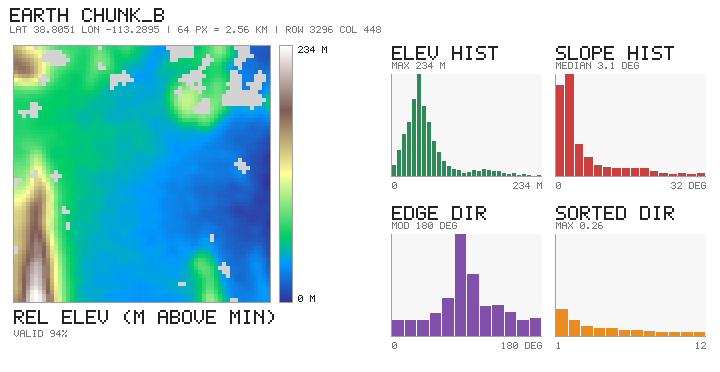 EARTH CHUNK_B
LAT 38.8051 LON -113.2895 | 64 PX = 2.56 KM | ROW 3296 COL 448
234 M
0 M
REL ELEV (M ABOVE MIN)
VALID 94%
ELEV HIST
MAX 234 M
0 234 M
SLOPE HIST
MEDIAN 3.1 DEG
0 32 DEG
EDGE DIR
MOD 180 DEG
0 180 DEG
SORTED DIR
MAX 0.26
1 12